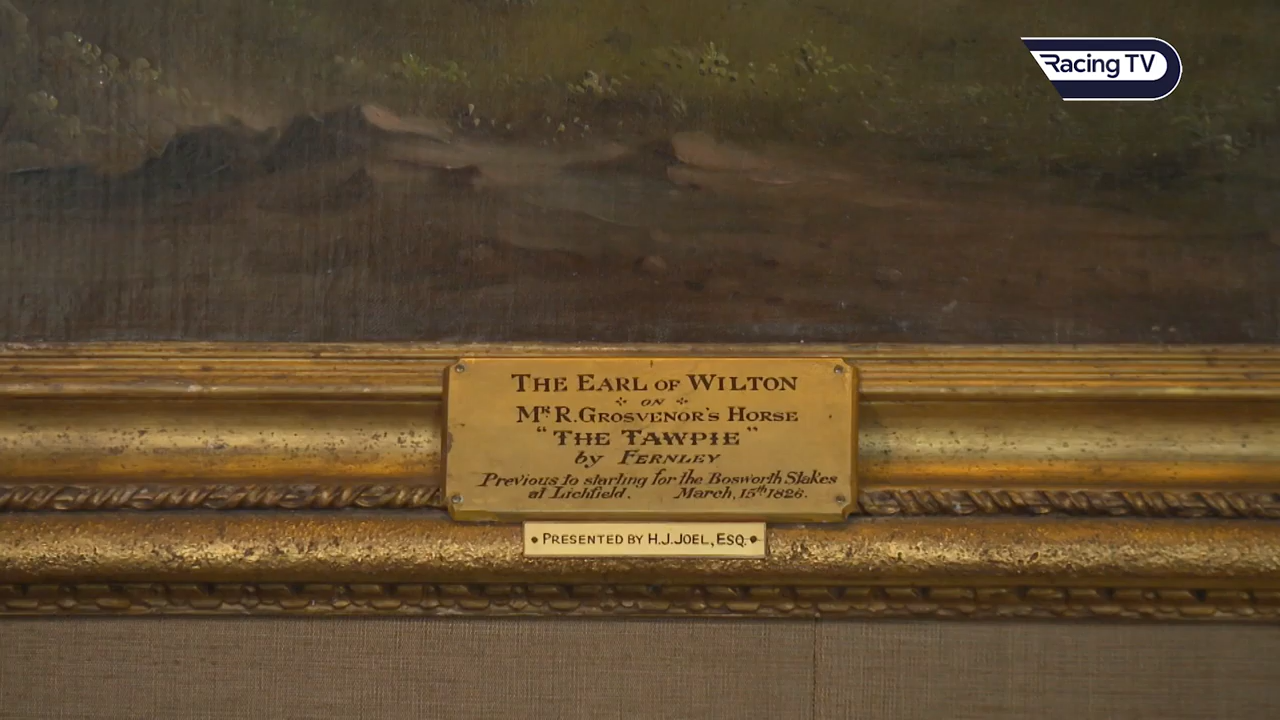 Racing TV
THE EARL OF WILTON
ON
MR R. GROSVENOR'S HORSE
"THE TAWPIE"
by FERNLEY
Previous to starting for the Bosworth Stakes
at Lichfield. March, 15th 1826.
PRESENTED BY H.J. JOEL, ESQ.